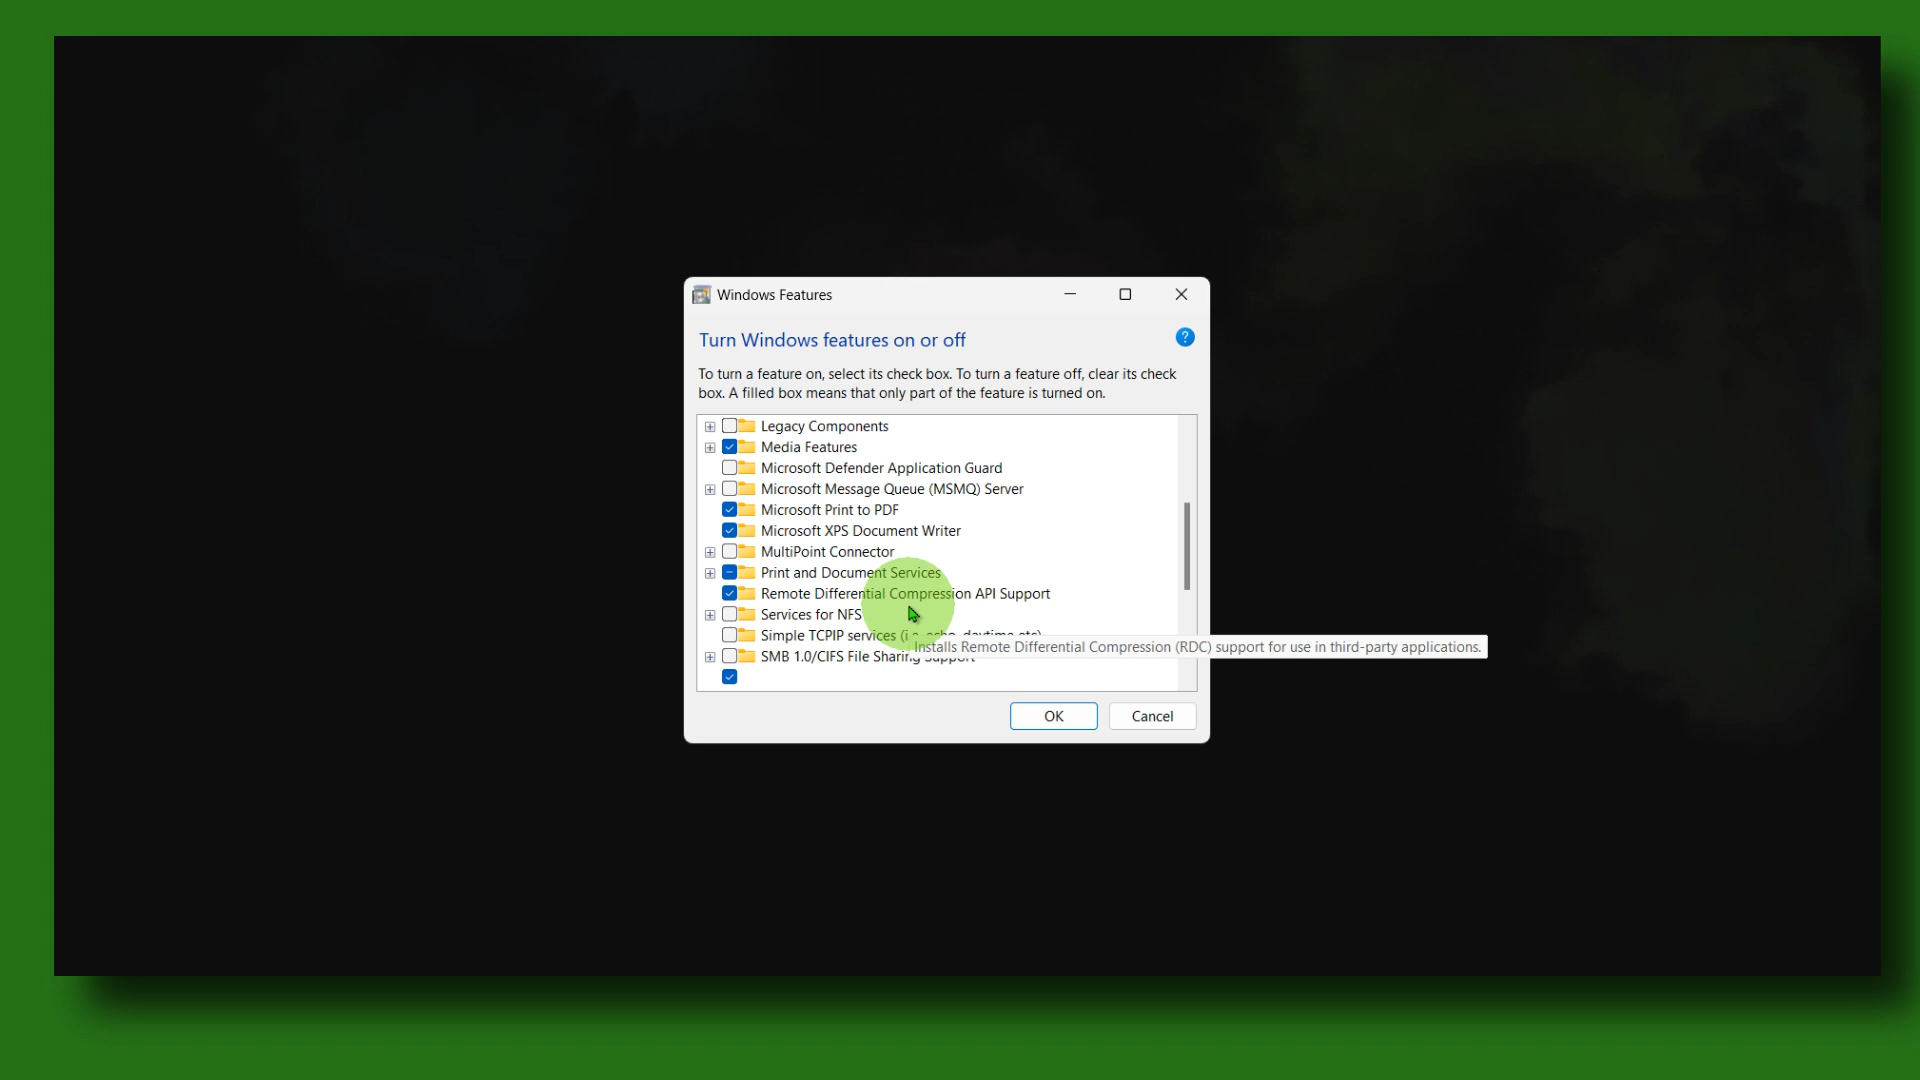 Windows Features
Turn Windows features on or off
?
To turn a feature on, select its check box. To turn a feature off, clear its check
box. A filled box means that only part of the feature is turned on.
Legacy Components
Media Features
Microsoft Defender Application Guard
Microsoft Message Queue (MSMQ) Server
Microsoft Print to PDF
Microsoft XPS Document Writer
MultiPoint Connector
Print and Document Services
Remote Differential Compression API Support
Services for NFS
Simple TCPIP services (i.e. echo, daytime etc)
Installs Remote Differential Compression (RDC) support for use in third-party applications.
SMB 1.0/CIFS File Sharing Support
OK
Cancel